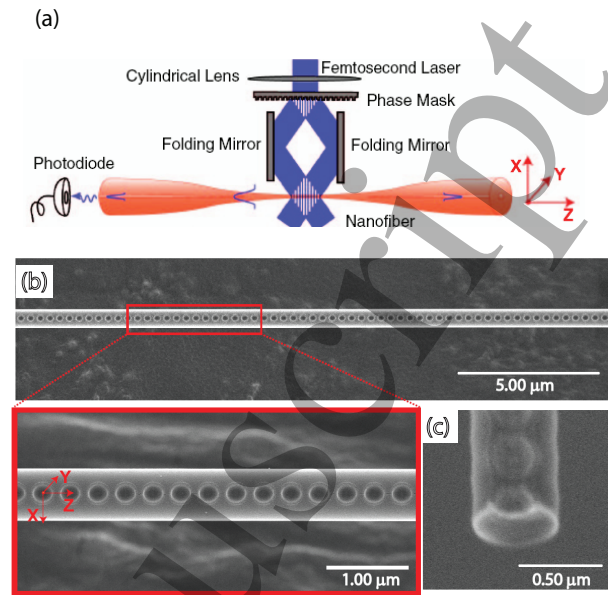 (a)
Femtosecond Laser
Cylindrical Lens
Phase Mask
Folding Mirror
Folding Mirror
Photodiode
X
Y
Z
Nanofiber
(b)
5.00 µm
(c)
Y
Z
X
1.00 µm
0.50 µm
uscript